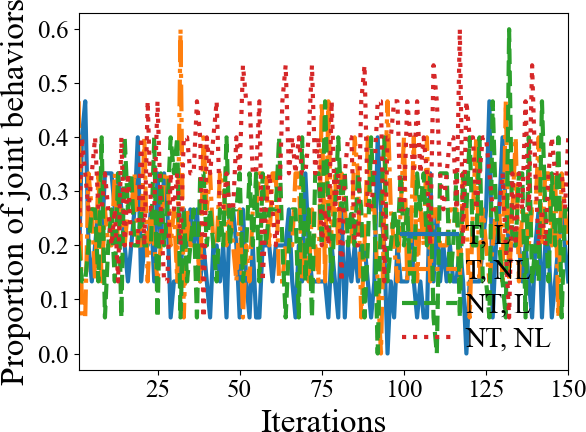 Proportion of joint behaviors
0.6
0.5
0.4
0.3
0.2
0.1
0.0
T, L
T, NL
NT, L
NT, NL
25 50 75 100 125 150
Iterations